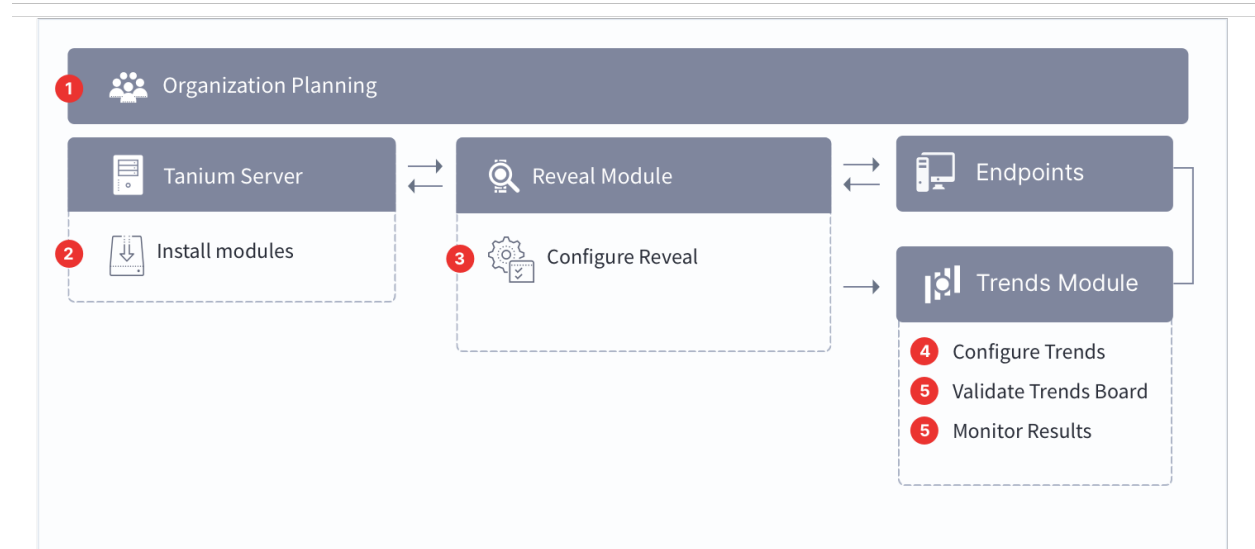 1 Organization Planning
Tanium Server
2 Install modules
Reveal Module
3 Configure Reveal
Endpoints
Trends Module
4 Configure Trends
5 Validate Trends Board
5 Monitor Results